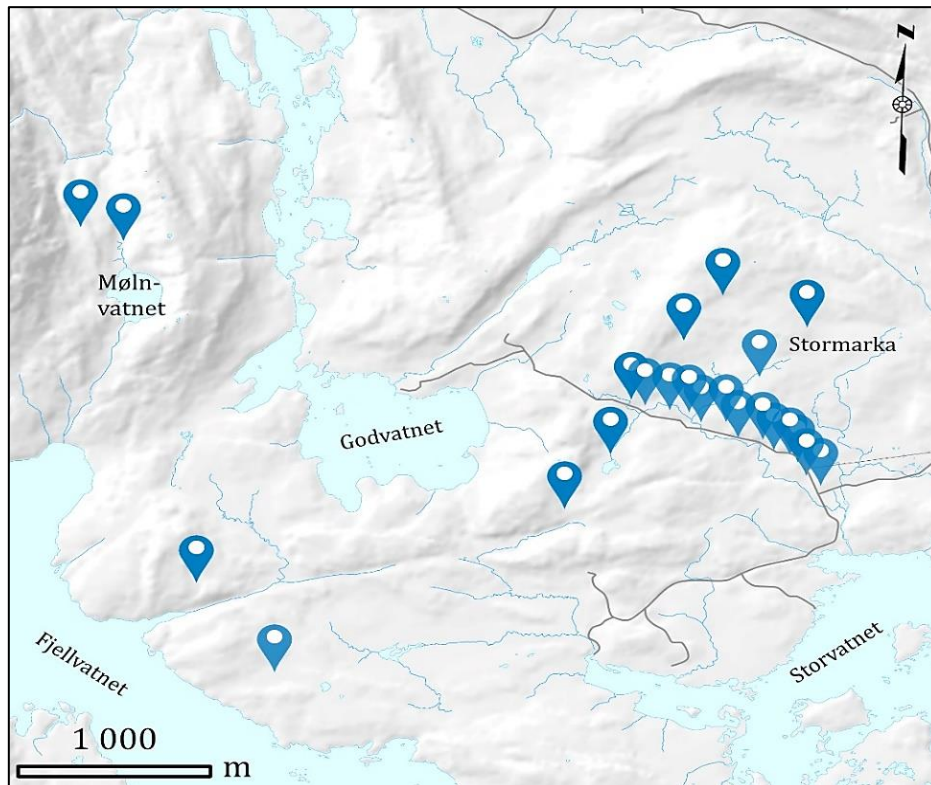 N
Møln-
vatnet
Stormarka
Godvatnet
Fjellvatnet
Storvatnet
1 000
m